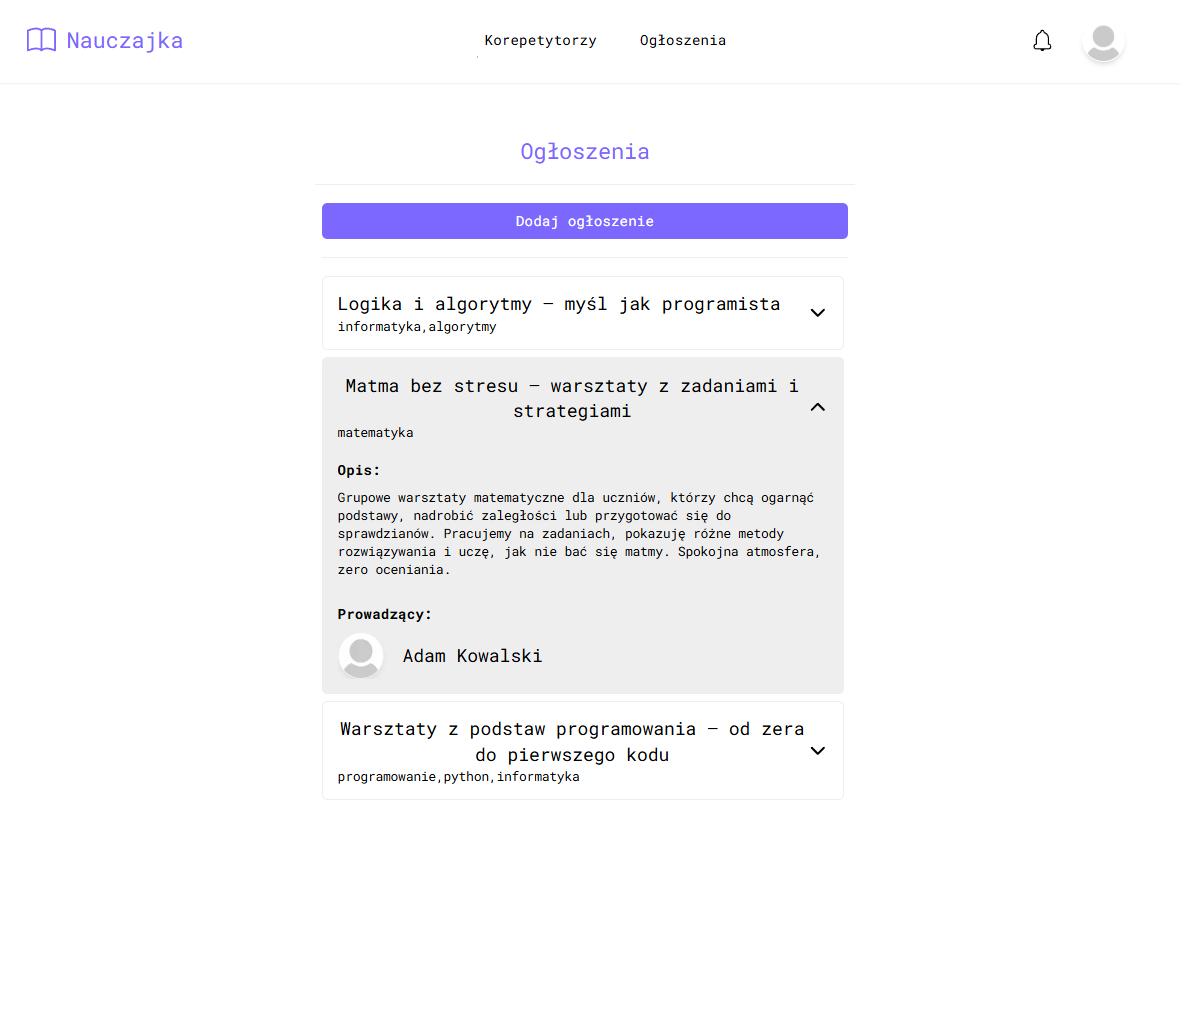 Nauczajka
Korepetytorzy
Ogłoszenia
Ogłoszenia
Dodaj ogłoszenie
Logika i algorytmy – myśl jak programista
informatyka,algorytmy
Matma bez stresu – warsztaty z zadaniami i
strategiami
matematyka
Opis:
Grupowe warsztaty matematyczne dla uczniów, którzy chcą ogarnąć
podstawy, nadrobić zaległości lub przygotować się do
sprawdzianów. Pracujemy na zadaniach, pokazuję różne metody
rozwiązywania i uczę, jak nie bać się matmy. Spokojna atmosfera,
zero oceniania.
Prowadzący:
Adam Kowalski
Warsztaty z podstaw programowania – od zera
do pierwszego kodu
programowanie,python,informatyka